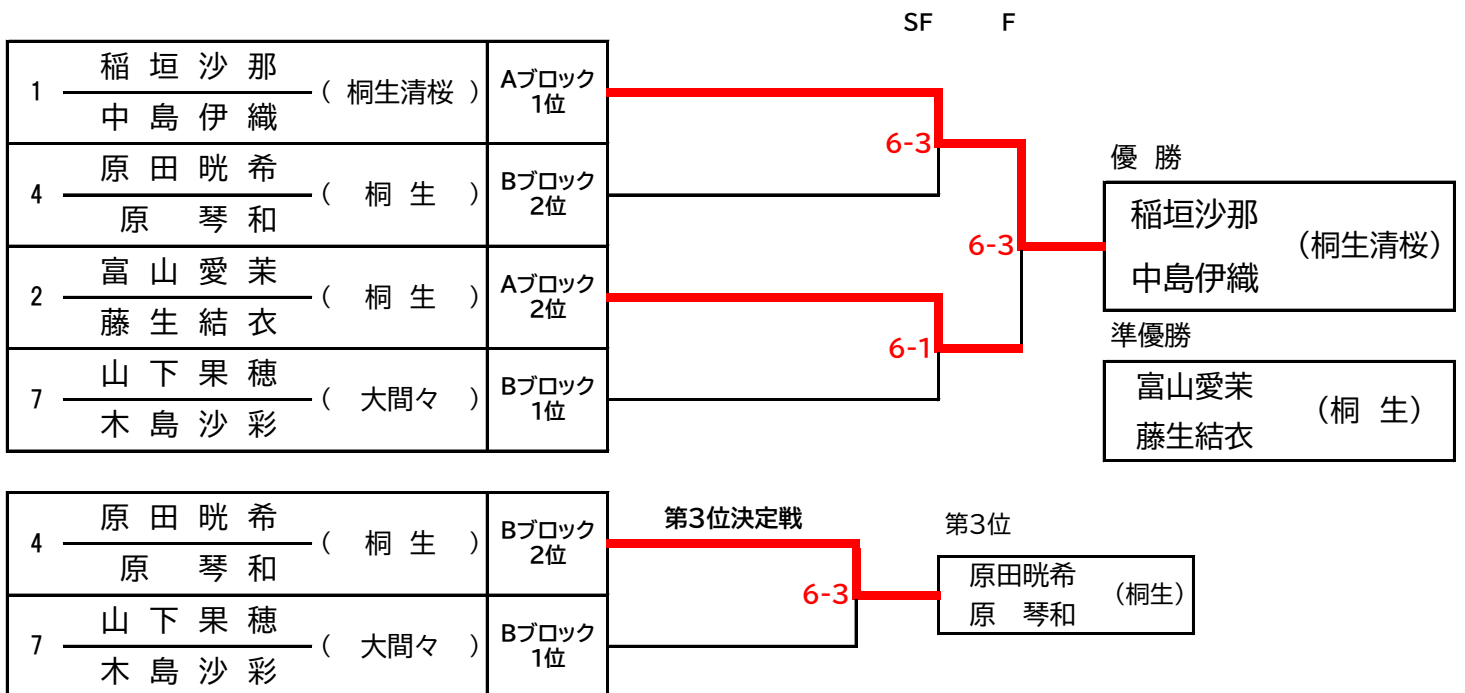 SF F
1 稲垣沙那 (桐生清桜) Aブロック 1位
中島伊織
4 原田晄希 (桐生) Bブロック 2位
原 琴和
2 富山愛茉 (桐生) Aブロック 2位
藤生結衣
7 山下果穂 (大間々) Bブロック 1位
木島沙彩
6-3
6-1
6-3
優勝
稲垣沙那 (桐生清桜)
中島伊織
準優勝
富山愛茉 (桐 生)
藤生結衣
4 原田晄希 (桐生) Bブロック 2位
原 琴和
7 山下果穂 (大間々) Bブロック 1位
木島沙彩
第3位決定戦
6-3
第3位
原田晄希 (桐生)
原 琴和